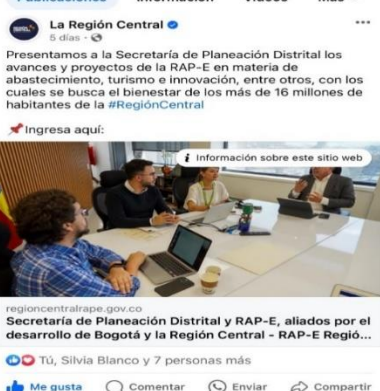 La Región Central
5 días
Presentamos a la Secretaría de Planeación Distrital los
avances y proyectos de la RAP-E en materia de
abastecimiento, turismo e innovación, entre otros, con los
cuales se busca el bienestar de los más de 16 millones de
habitantes de la #RegiónCentral
📌Ingresa aquí:
Información sobre este sitio web
regioncentralrape.gov.co
Secretaría de Planeación Distrital y RAP-E, aliados por el
desarrollo de Bogotá y la Región Central - RAP-E Regió...
Tú, Silvia Blanco y 7 personas más
Me gusta Comentar Enviar Compartir